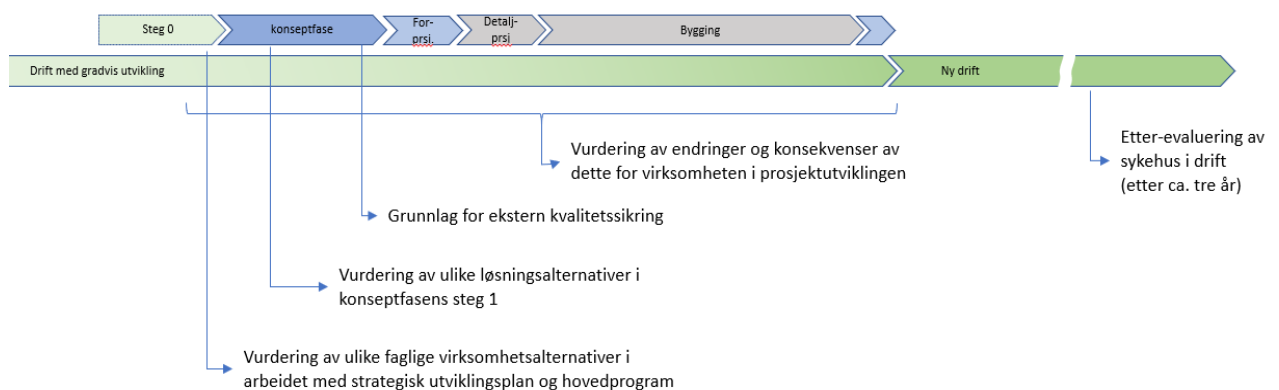 Steg 0
konseptfase
For-
prsj.
Detalj-
prsj
Bygging
Drift med gradvis utvikling
Ny drift
Vurdering av endringer og konsekvenser av
dette for virksomheten i prosjektutviklingen
Etter-evaluering av
sykehus i drift
(etter ca. tre år)
Grunnlag for ekstern kvalitetssikring
Vurdering av ulike løsningsalternativer i
konseptfasens steg 1
Vurdering av ulike faglige virksomhetsalternativer i
arbeidet med strategisk utviklingsplan og hovedprogram